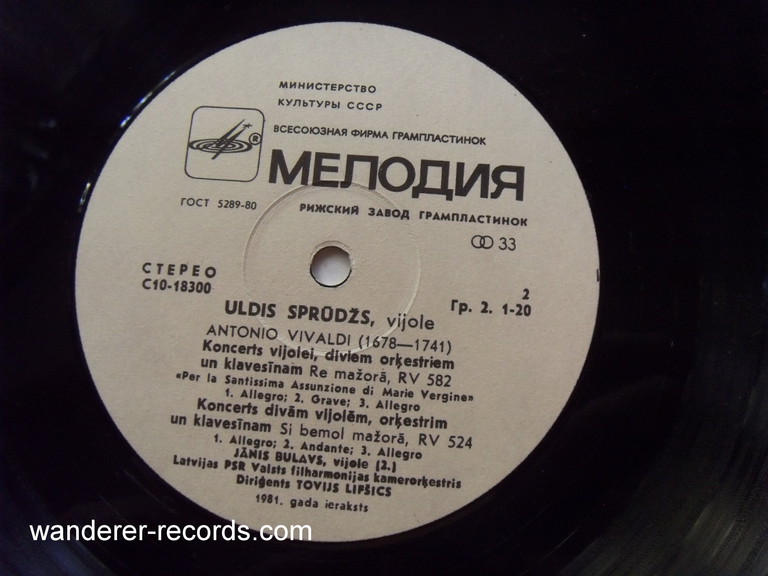 МИНИСТЕРСТВО
КУЛЬТУРЫ СССР
ВСЕСОЮЗНАЯ ФИРМА ГРАМПЛАСТИНОК
®
МЕЛОДИЯ
ГОСТ 5289-80
РИЖСКИЙ ЗАВОД ГРАМПЛАСТИНОК
33
СТЕРЕО
С10-18300
2
Гр. 2. 1-20
ULDIS SPRŪDŽS, vijole
ANTONIO VIVALDI (1678—1741)
Koncerts vijolei, diviem orķestriem
un klavesīnam Re mažorā, RV 582
«Per la Santissima Assunzione di Marie Vergine»
1. Allegro; 2. Grave; 3. Allegro
Koncerts divām vijolēm, orķestrim
un klavesīnam Si bemol mažorā, RV 524
1. Allegro; 2. Andante; 3. Allegro
JĀNIS BULAVS, vijole (2.)
Latvijas PSR Valsts filharmonijas kamerorķestris
Diriģents TOVIJS LIFŠICS
1981. gada ieraksts
wanderer-records.com